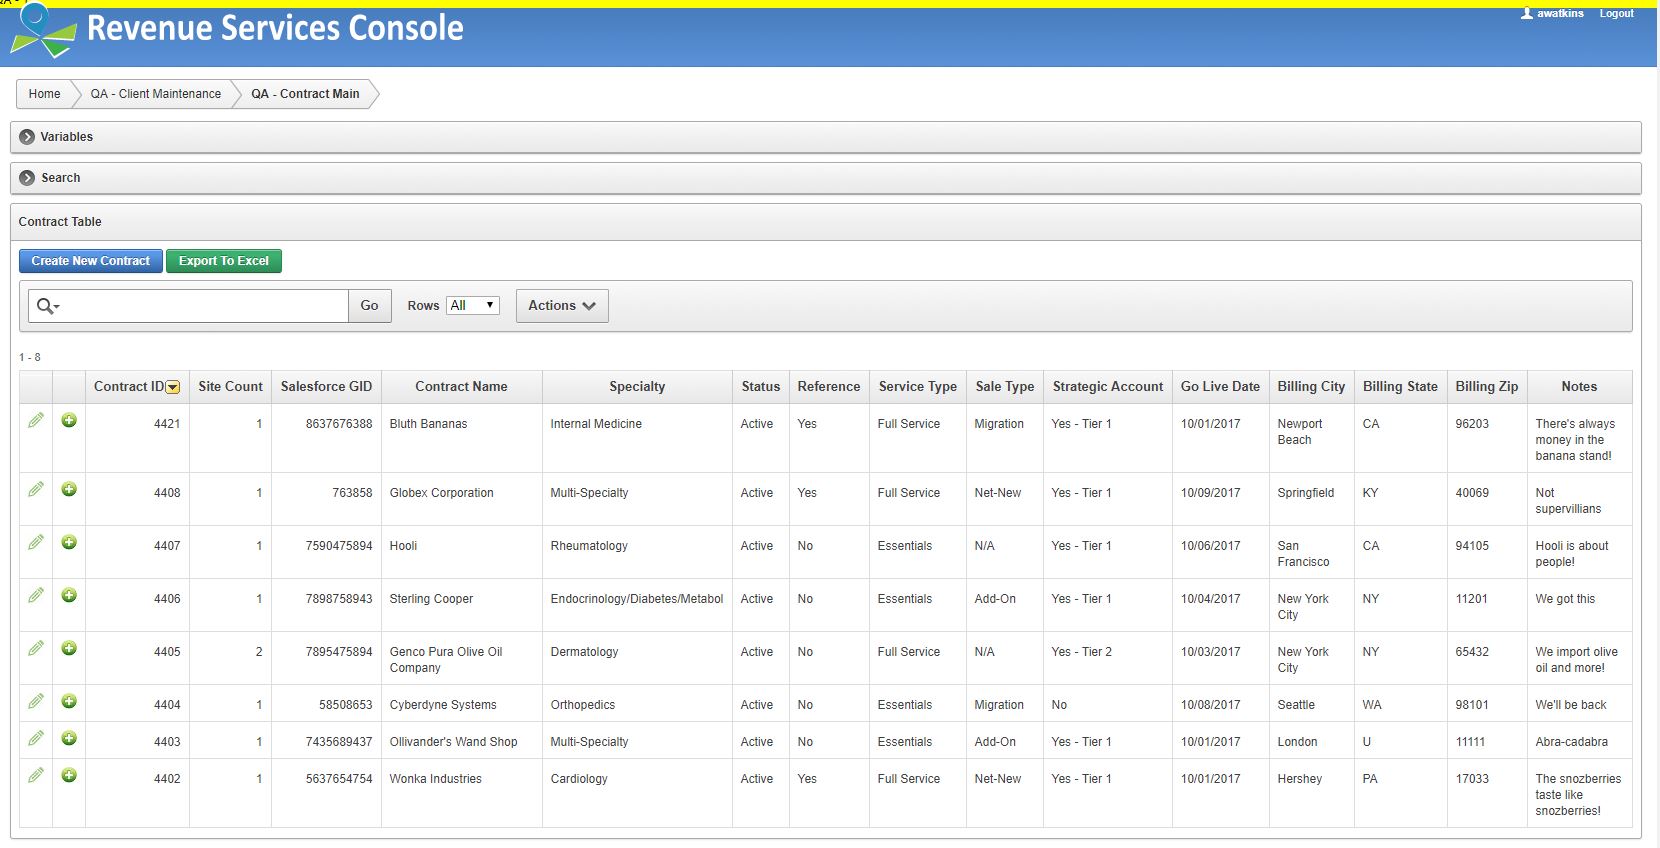 QA - 1
Revenue Services Console
awatkins Logout
Home QA - Client Maintenance QA - Contract Main
Variables
Search
Contract Table
Create New Contract Export To Excel
Go Rows All Actions
1 - 8
Contract ID Site Count Salesforce GID Contract Name Specialty Status Reference Service Type Sale Type Strategic Account Go Live Date Billing City Billing State Billing Zip Notes
4421 1 8637676388 Bluth Bananas Internal Medicine Active Yes Full Service Migration Yes - Tier 1 10/01/2017 Newport CA 96203 There's always
Beach money in the
banana stand!
4408 1 763858 Globex Corporation Multi-Specialty Active Yes Full Service Net-New Yes - Tier 1 10/09/2017 Springfield KY 40069 Not
supervillians
4407 1 7590475894 Hooli Rheumatology Active No Essentials N/A Yes - Tier 1 10/06/2017 San CA 94105 Hooli is about
Francisco people!
4406 1 7898758943 Sterling Cooper Endocrinology/Diabetes/Metabol Active No Essentials Add-On Yes - Tier 1 10/04/2017 New York NY 11201 We got this
City
4405 2 7895475894 Genco Pura Olive Oil Dermatology Active No Full Service N/A Yes - Tier 2 10/03/2017 New York NY 65432 We import olive
Company City oil and more!
4404 1 58508653 Cyberdyne Systems Orthopedics Active No Essentials Migration No 10/08/2017 Seattle WA 98101 We'll be back
4403 1 7435689437 Ollivander's Wand Shop Multi-Specialty Active No Essentials Add-On Yes - Tier 1 10/01/2017 London U 11111 Abra-cadabra
4402 1 5637654754 Wonka Industries Cardiology Active Yes Full Service Net-New Yes - Tier 1 10/01/2017 Hershey PA 17033 The snozberries
taste like
snozberries!